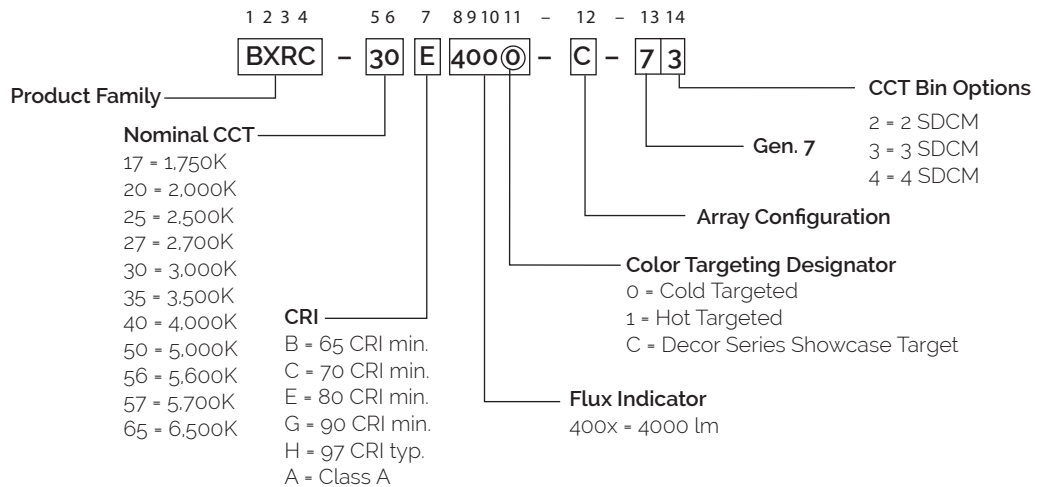 1 2 3 4 5 6 7 8 9 10 11 – 12 – 13 14
BXRC – 30 E 4000 – C – 7 3
Product Family
Nominal CCT
17 = 1,750K
20 = 2,000K
25 = 2,500K
27 = 2,700K
30 = 3,000K
35 = 3,500K
40 = 4,000K
50 = 5,000K
56 = 5,600K
57 = 5,700K
65 = 6,500K
CRI
B = 65 CRI min.
C = 70 CRI min.
E = 80 CRI min.
G = 90 CRI min.
H = 97 CRI typ.
A = Class A
Flux Indicator
400x = 4000 lm
Color Targeting Designator
0 = Cold Targeted
1 = Hot Targeted
C = Decor Series Showcase Target
Array Configuration
Gen. 7
CCT Bin Options
2 = 2 SDCM
3 = 3 SDCM
4 = 4 SDCM